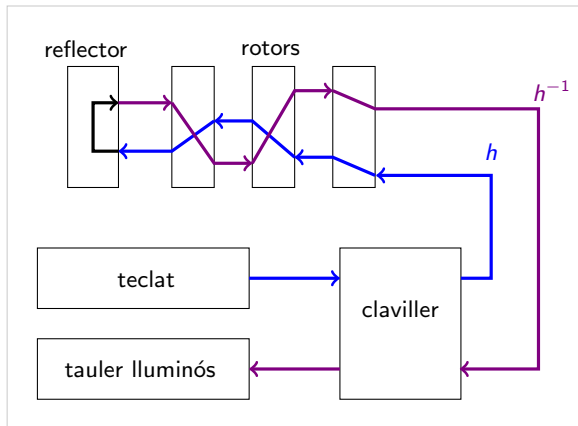 reflector
rotors
h⁻¹
h
teclat
claviller
tauler lluminós